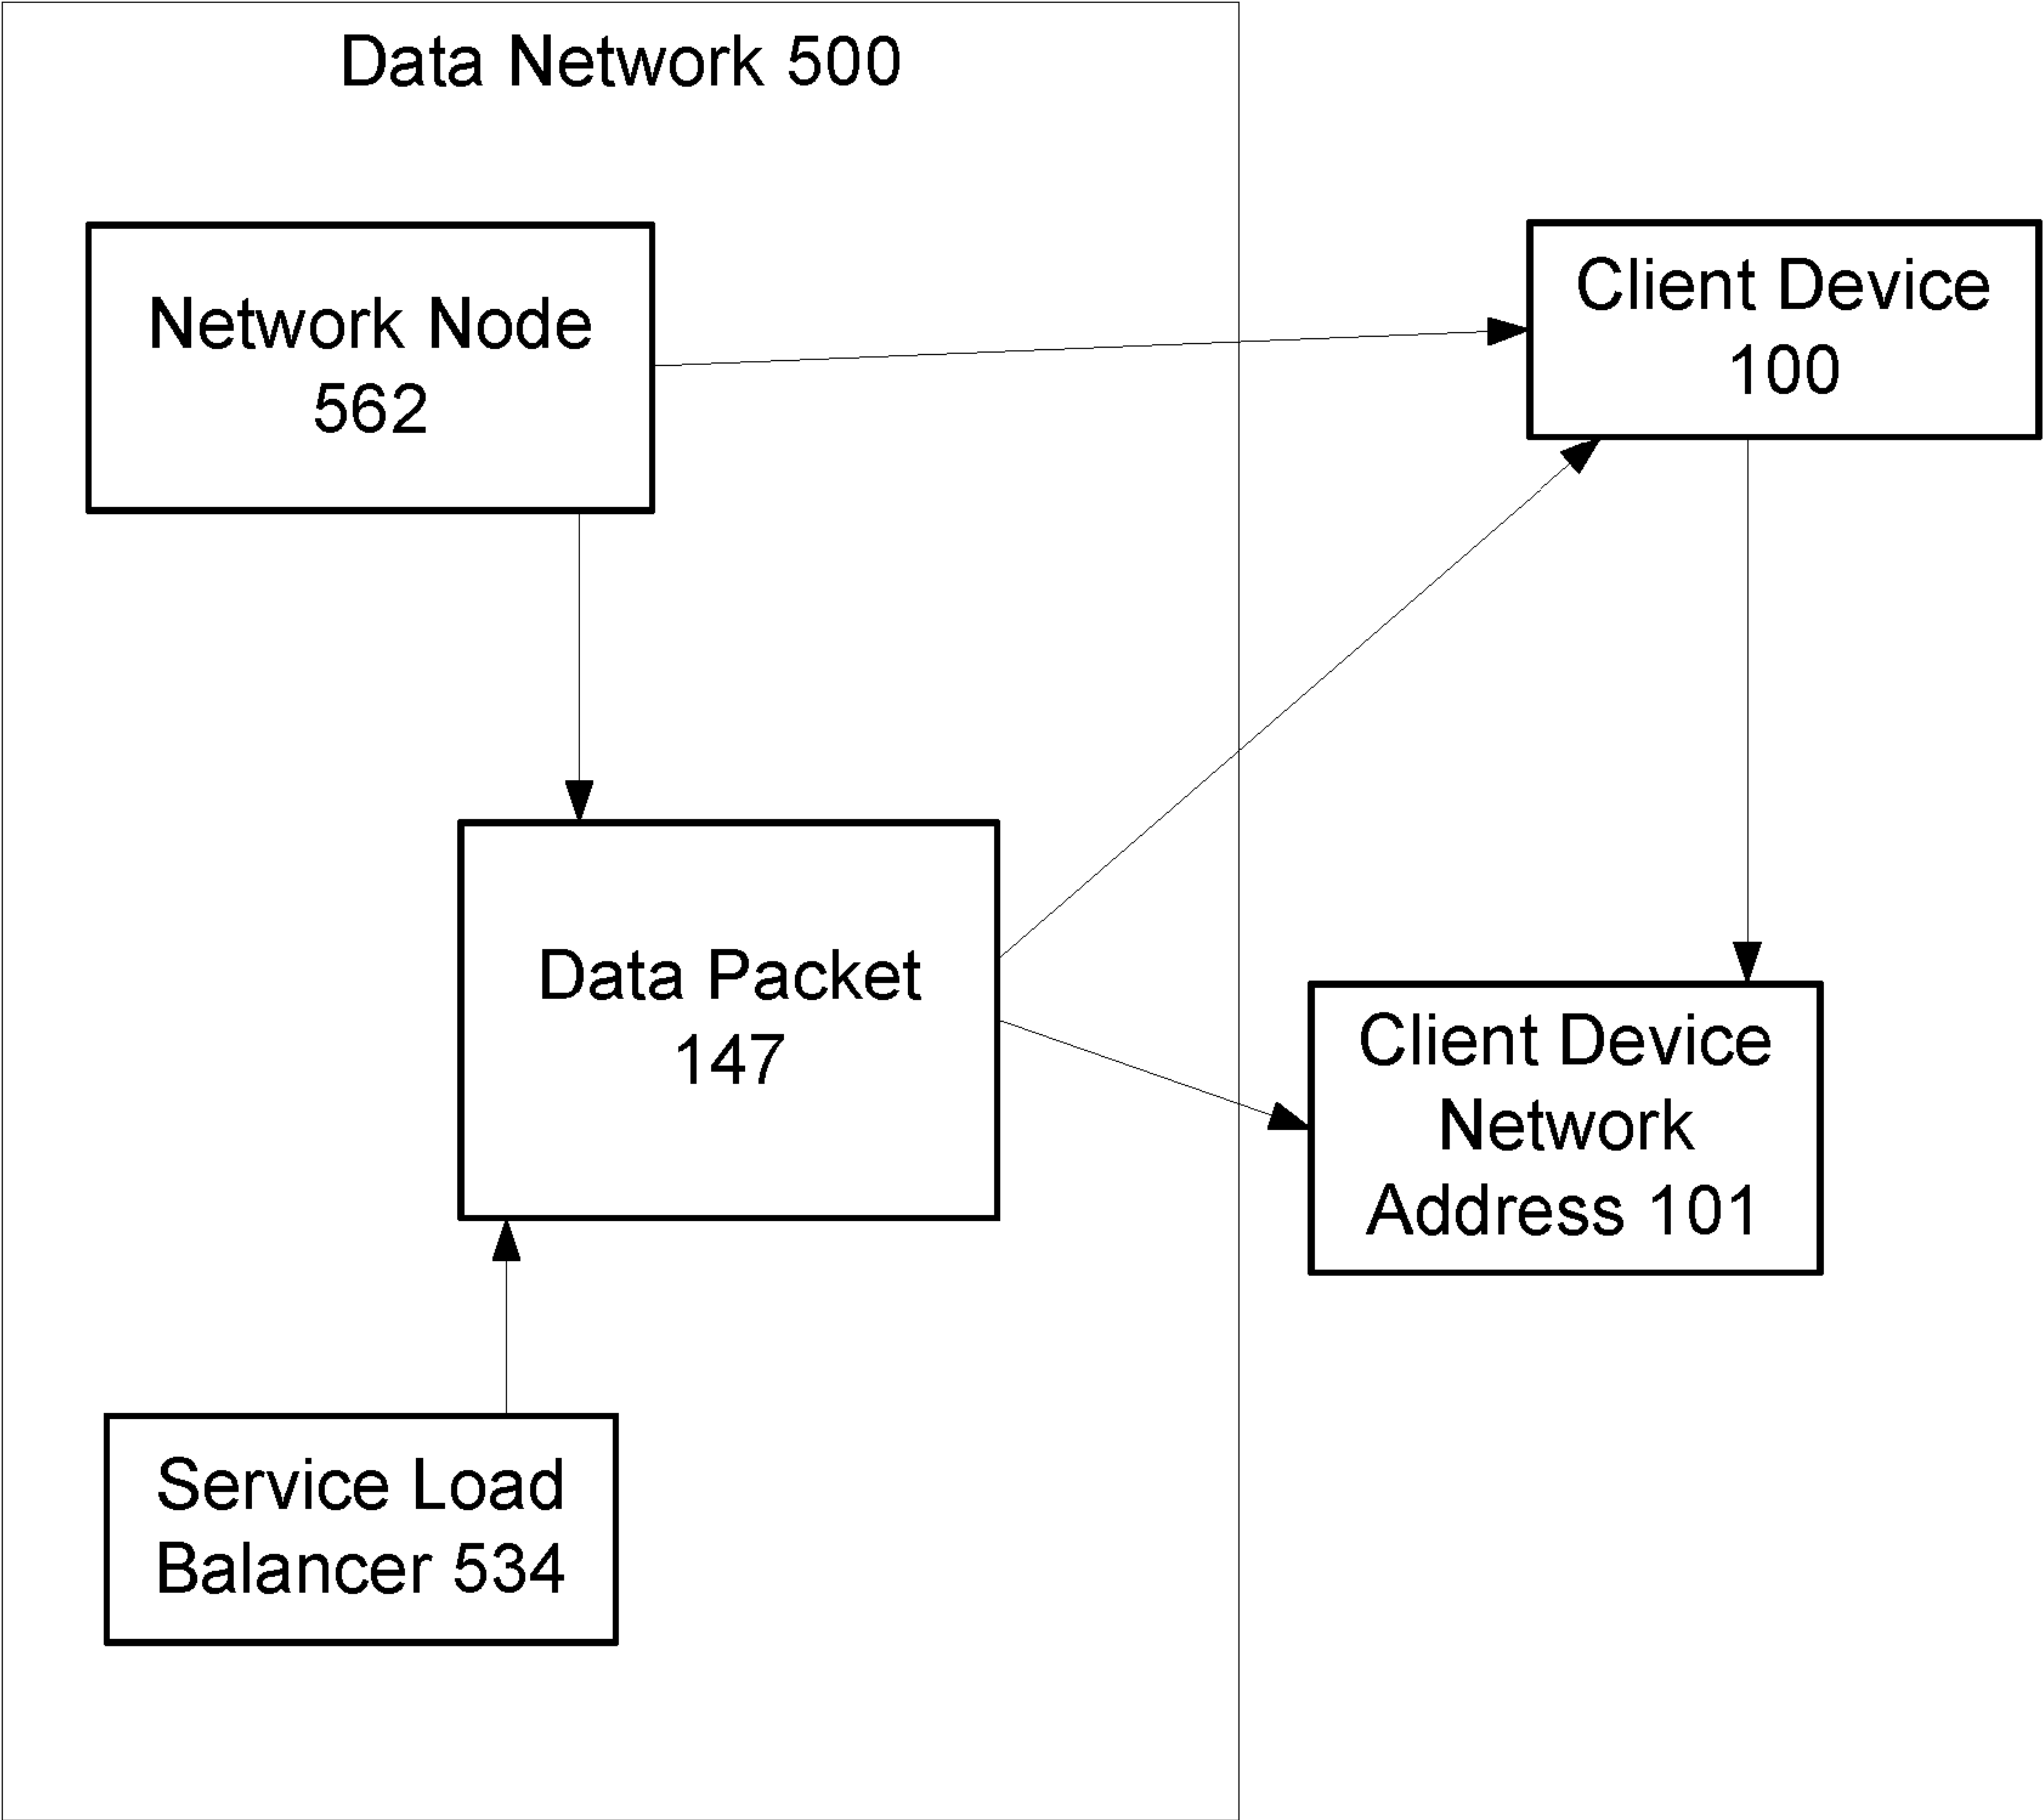 Data Network 500
Network Node
562
Client Device
100
Data Packet
147
Client Device
Network
Address 101
Service Load
Balancer 534